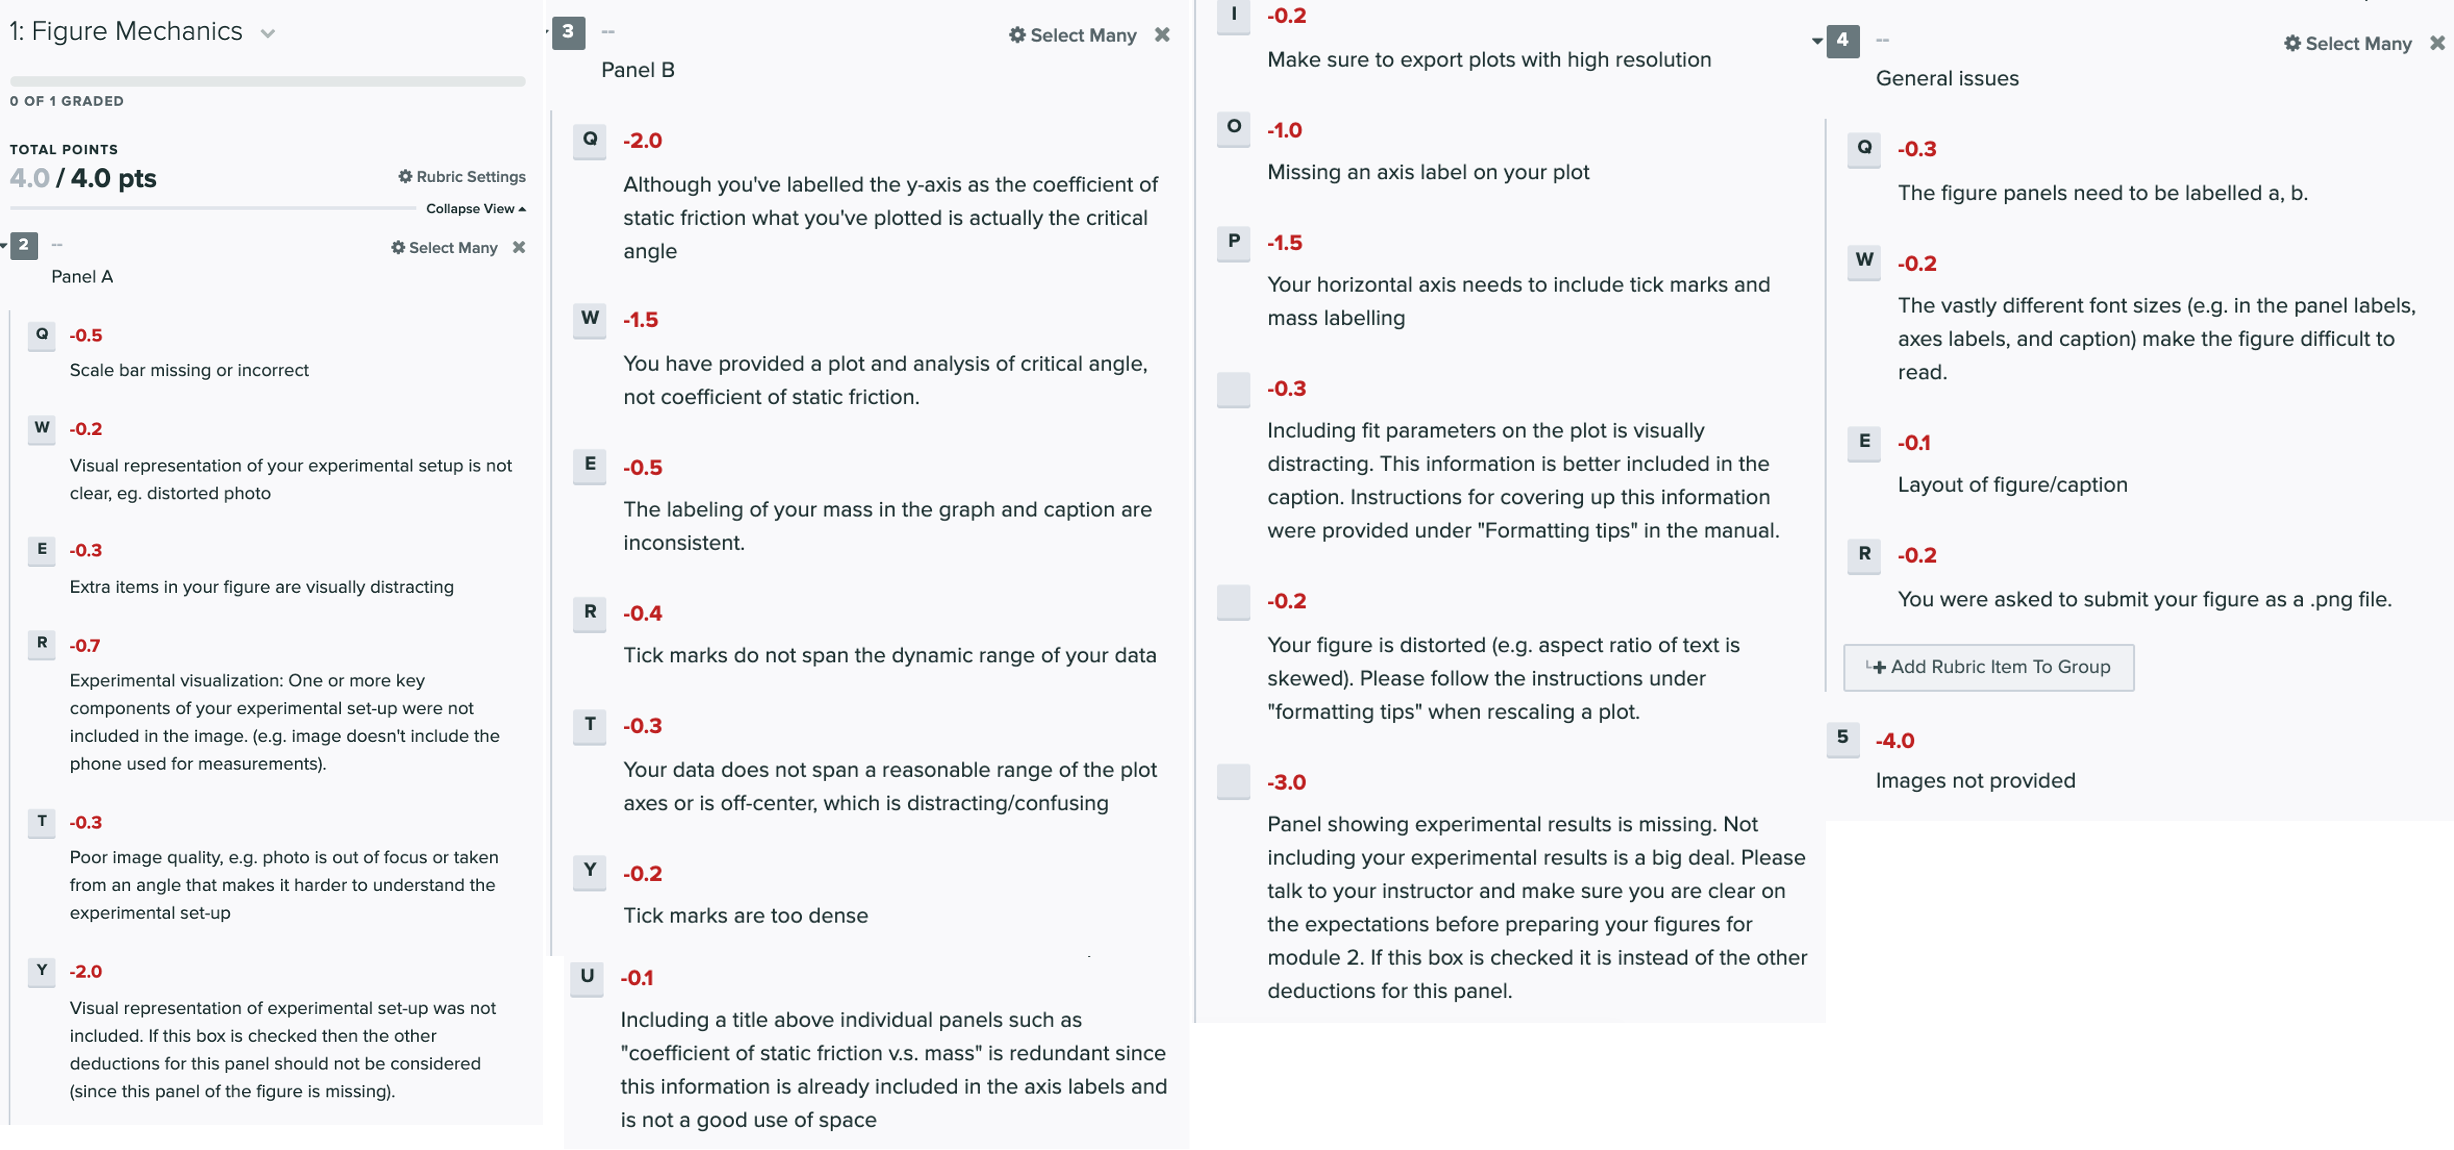 1: Figure Mechanics
0 OF 1 GRADED
TOTAL POINTS
4.0 / 4.0 pts
Rubric Settings
Collapse View
2 -- Select Many
Panel A
Q -0.5
Scale bar missing or incorrect
W -0.2
Visual representation of your experimental setup is not
clear, eg. distorted photo
E -0.3
Extra items in your figure are visually distracting
R -0.7
Experimental visualization: One or more key
components of your experimental set-up were not
included in the image. (e.g. image doesn't include the
phone used for measurements).
T -0.3
Poor image quality, e.g. photo is out of focus or taken
from an angle that makes it harder to understand the
experimental set-up
Y -2.0
Visual representation of experimental set-up was not
included. If this box is checked then the other
deductions for this panel should not be considered
(since this panel of the figure is missing).
3 -- Select Many
Panel B
Q -2.0
Although you've labelled the y-axis as the coefficient of
static friction what you've plotted is actually the critical
angle
W -1.5
You have provided a plot and analysis of critical angle,
not coefficient of static friction.
E -0.5
The labeling of your mass in the graph and caption are
inconsistent.
R -0.4
Tick marks do not span the dynamic range of your data
T -0.3
Your data does not span a reasonable range of the plot
axes or is off-center, which is distracting/confusing
Y -0.2
Tick marks are too dense
U -0.1
Including a title above individual panels such as
"coefficient of static friction v.s. mass" is redundant since
this information is already included in the axis labels and
is not a good use of space
I -0.2
Make sure to export plots with high resolution
O -1.0
Missing an axis label on your plot
P -1.5
Your horizontal axis needs to include tick marks and
mass labelling
-0.3
Including fit parameters on the plot is visually
distracting. This information is better included in the
caption. Instructions for covering up this information
were provided under "Formatting tips" in the manual.
-0.2
Your figure is distorted (e.g. aspect ratio of text is
skewed). Please follow the instructions under
"formatting tips" when rescaling a plot.
-3.0
Panel showing experimental results is missing. Not
including your experimental results is a big deal. Please
talk to your instructor and make sure you are clear on
the expectations before preparing your figures for
module 2. If this box is checked it is instead of the other
deductions for this panel.
4 -- Select Many
General issues
Q -0.3
The figure panels need to be labelled a, b.
W -0.2
The vastly different font sizes (e.g. in the panel labels,
axes labels, and caption) make the figure difficult to
read.
E -0.1
Layout of figure/caption
R -0.2
You were asked to submit your figure as a .png file.
Add Rubric Item To Group
5 -4.0
Images not provided